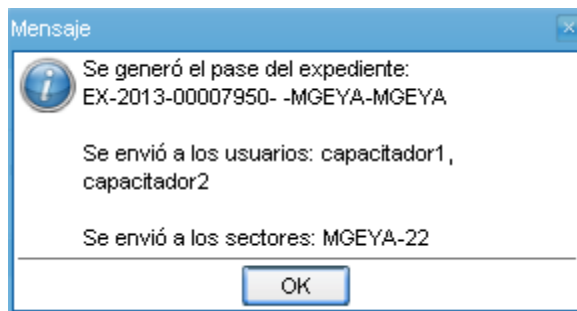 Mensaje
Se generó el pase del expediente:
EX-2013-00007950- -MGEYA-MGEYA
Se envió a los usuarios: capacitador1,
capacitador2
Se envió a los sectores: MGEYA-22
OK